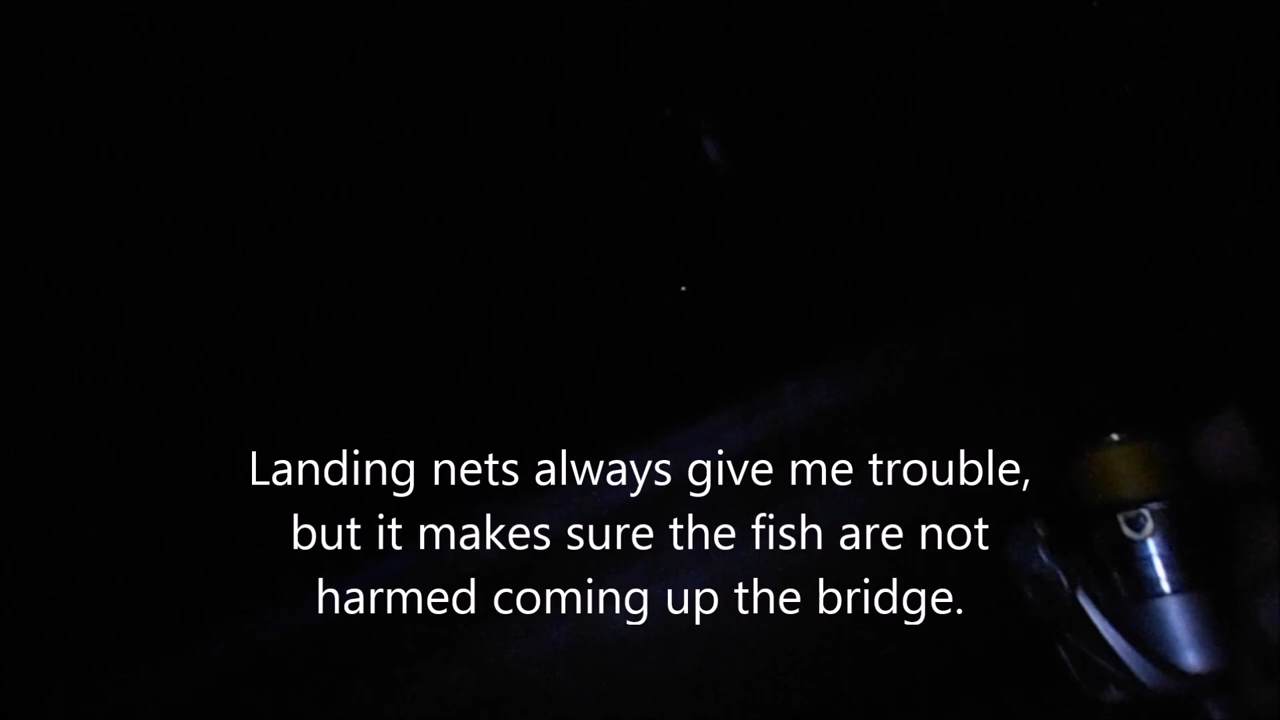 Landing nets always give me trouble,
but it makes sure the fish are not
harmed coming up the bridge.